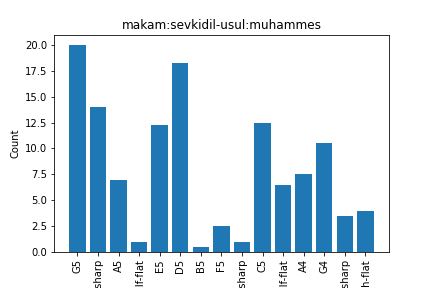 makam:sevkidil-usul:muhammes
Count
20.0
17.5
15.0
12.5
10.0
7.5
5.0
2.5
0.0
G5
sharp
A5
lf-flat
E5
D5
B5
F5
sharp
C5
lf-flat
A4
G4
sharp
h-flat